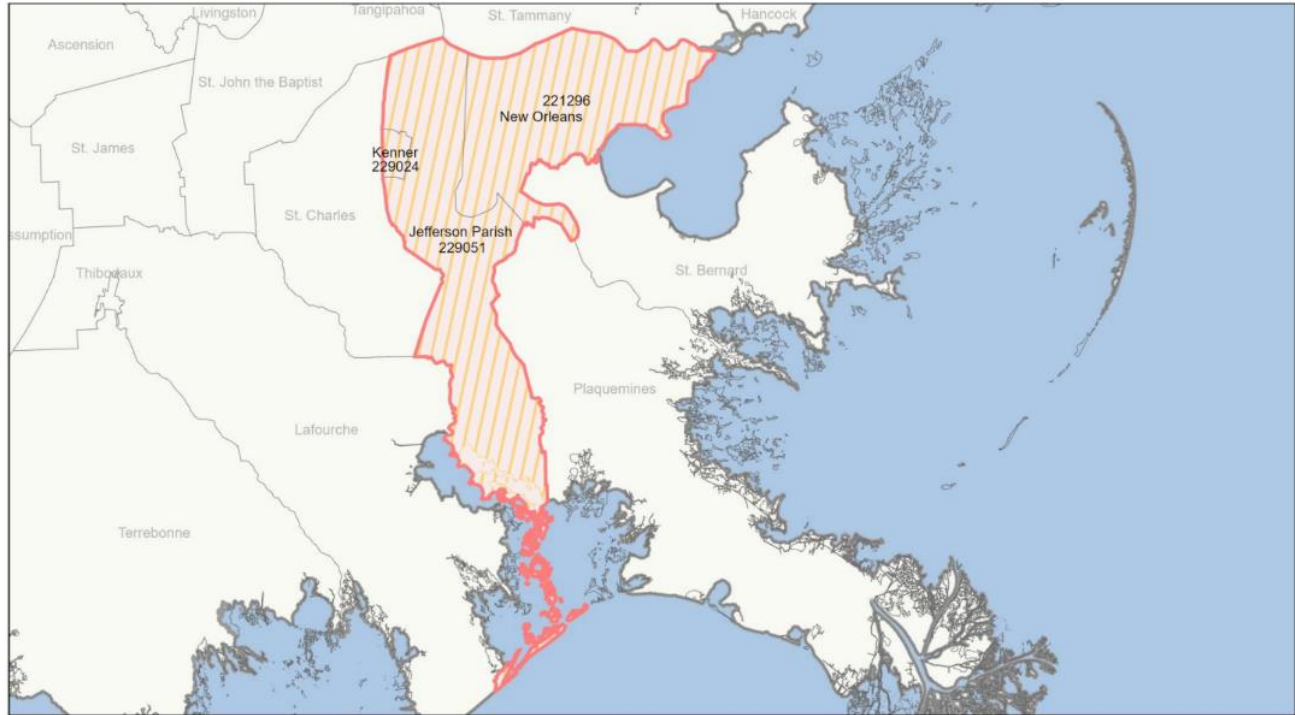 Livingston
Tangipahoa
St. Tammany
Hancock
Ascension
St. John the Baptist
221296
New Orleans
St. James
Kenner
229024
St. Charles
Jefferson Parish
229051
ssumption
Thibodaux
St. Bernard
Plaquemines
Lafourche
Terrebonne